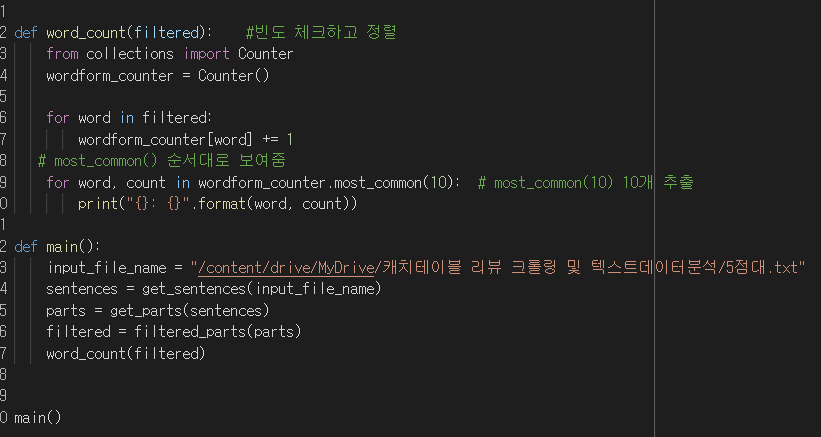 1
2 def word_count(filtered):    #빈도 체크하고 정렬
3     from collections import Counter
4     wordform_counter = Counter()
5
6     for word in filtered:
7         wordform_counter[word] += 1
8    # most_common() 순서대로 보여줌
9     for word, count in wordform_counter.most_common(10):  # most_common(10) 10개 추출
0         print("{}: {}".format(word, count))
1
2 def main():
3     input_file_name = "/content/drive/MyDrive/캐치테이블 리뷰 크롤링 및 텍스트데이터분석/5점대.txt"
4     sentences = get_sentences(input_file_name)
5     parts = get_parts(sentences)
6     filtered = filtered_parts(parts)
7     word_count(filtered)
8
9
0 main()